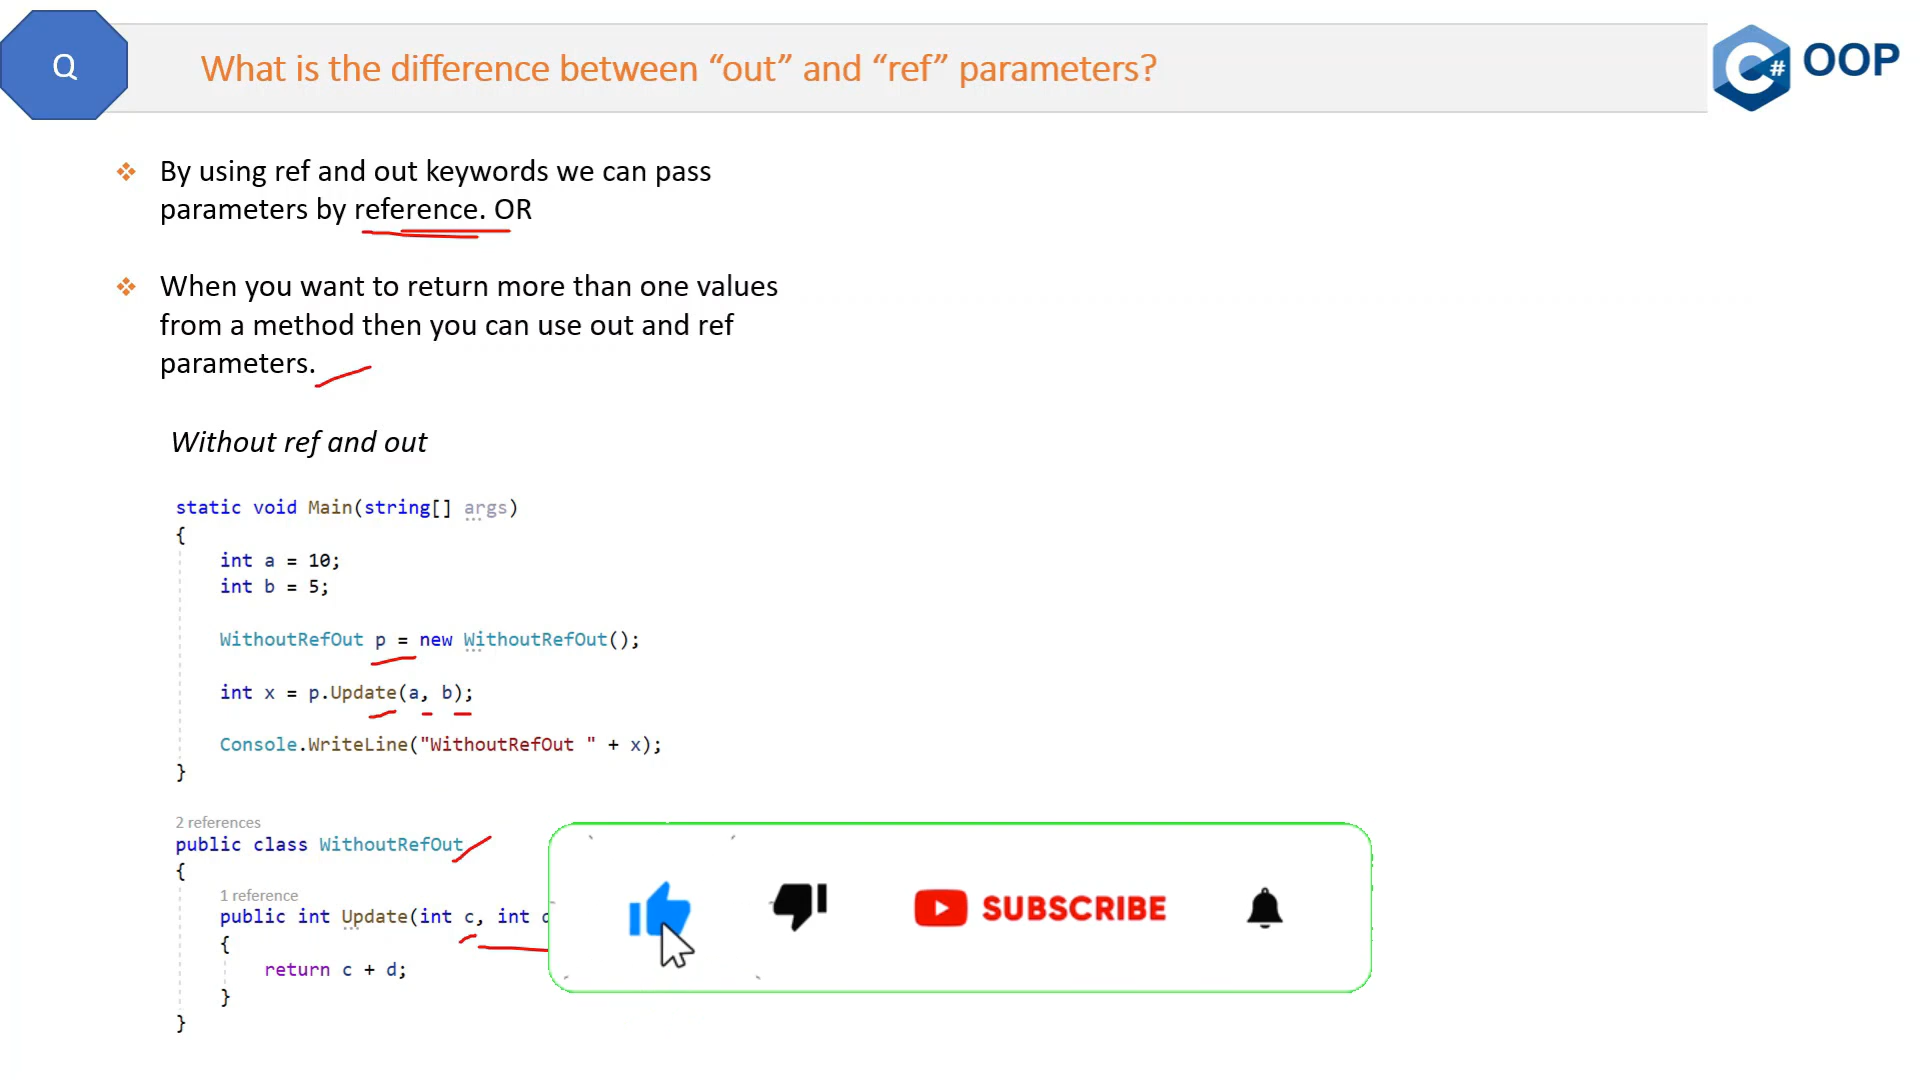 Q
What is the difference between “out” and “ref” parameters?
C# OOP
By using ref and out keywords we can pass
parameters by reference. OR
When you want to return more than one values
from a method then you can use out and ref
parameters.
Without ref and out
static void Main(string[] args)
{
int a = 10;
int b = 5;
WithoutRefOut p = new WithoutRefOut();
int x = p.Update(a, b);
Console.WriteLine("WithoutRefOut " + x);
}
2 references
public class WithoutRefOut
{
1 reference
public int Update(int c, int
{
return c + d;
}
}
SUBSCRIBE